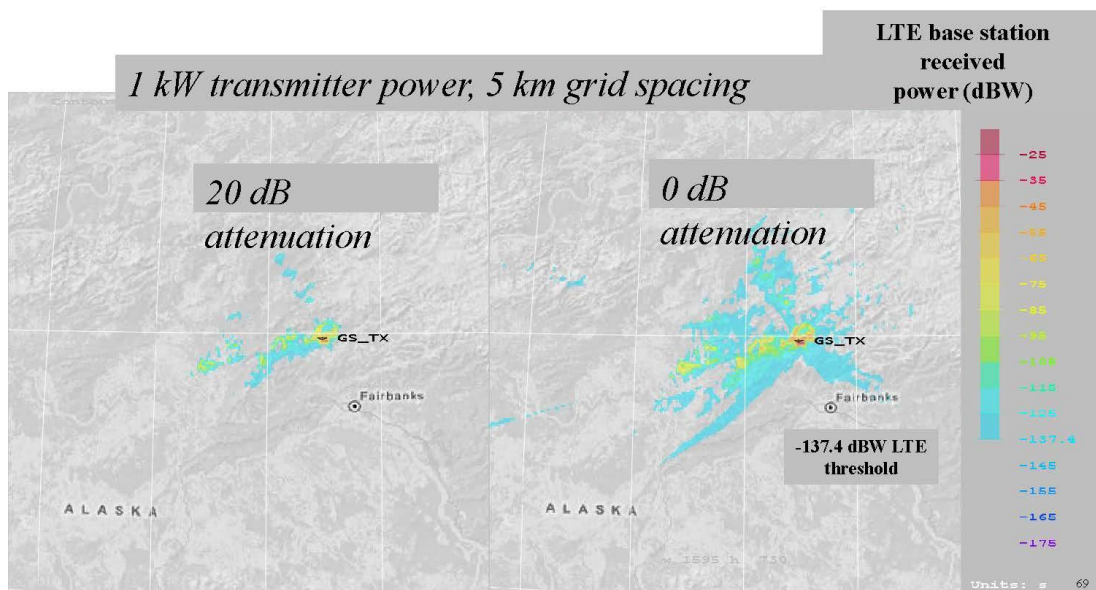 LTE base station
received
power (dBW)
1 kW transmitter power, 5 km grid spacing
20 dB
attenuation
0 dB
attenuation
-25
-35
-45
-55
-65
-75
-85
-95
-105
-115
-125
-137.4
-145
-155
-165
-175
GS_TX
GS_TX
Fairbanks
Fairbanks
-137.4 dBW LTE
threshold
ALASKA
ALASKA
Units: s
69